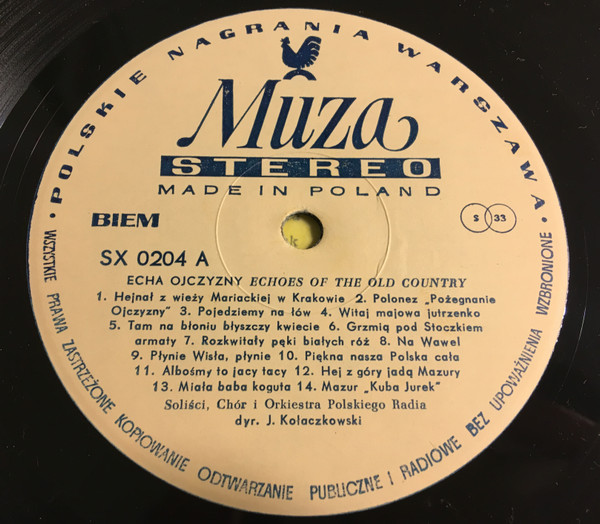 • POLSKIE NAGRANIA WARSZAWA •
Muza
STEREO
MADE IN POLAND
BIEM
S 33
SX 0204 A
ECHA OJCZYZNY ECHOES OF THE OLD COUNTRY
1. Hejnał z wieży Mariackiej w Krakowie 2. Polonez „Pożegnanie
Ojczyzny" 3. Pojedziemy na łów 4. Witaj majowa jutrzenko
5. Tam na błoniu błyszczy kwiecie 6. Grzmią pod Stoczkiem
armaty 7. Rozkwitały pęki białych róż 8. Na Wawel
9. Płynie Wisła, płynie 10. Piękna nasza Polska cała
11. Albośmy to jacy tacy 12. Hej z góry jadą Mazury
13. Miała baba koguta 14. Mazur „Kuba Jurek"
Soliści, Chór i Orkiestra Polskiego Radia
dyr. J. Kołaczkowski
WSZYSTKIE PRAWA ZASTRZEŻONE KOPIOWANIE ODTWARZANIE PUBLICZNE I RADIOWE BEZ UPOWAŻNIENIA WZBRONIONE